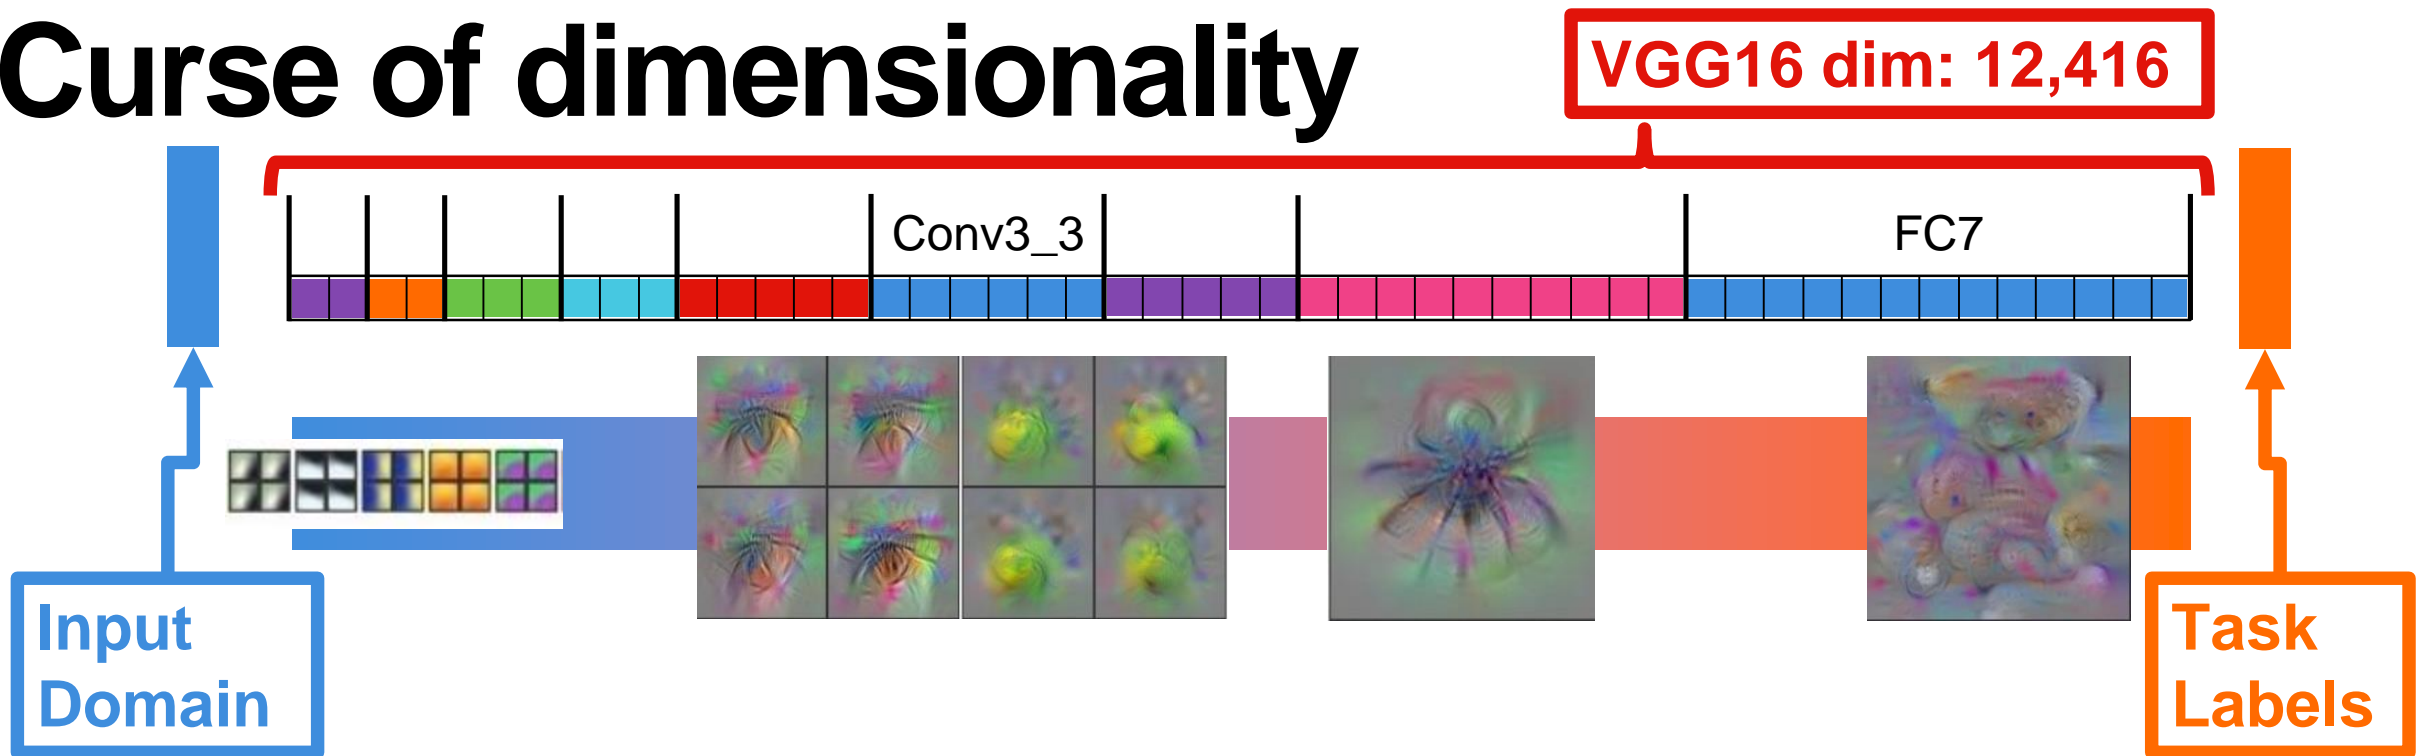 Curse of dimensionality
VGG16 dim: 12,416
Conv3_3
FC7
Input
Domain
Task
Labels